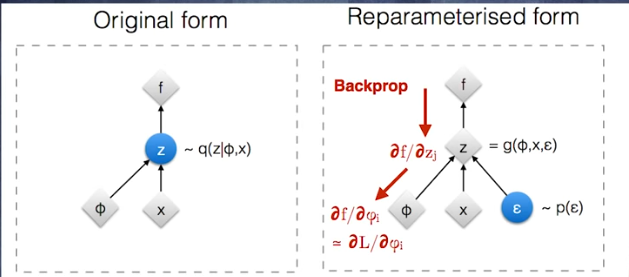 Original form
f
z
~ q(z|ϕ,x)
ϕ
x
Reparameterised form
Backprop
f
∂f/∂zⱼ
z
= g(ϕ,x,ε)
∂f/∂φᵢ
≃ ∂L/∂φᵢ
ϕ
x
ε
~ p(ε)